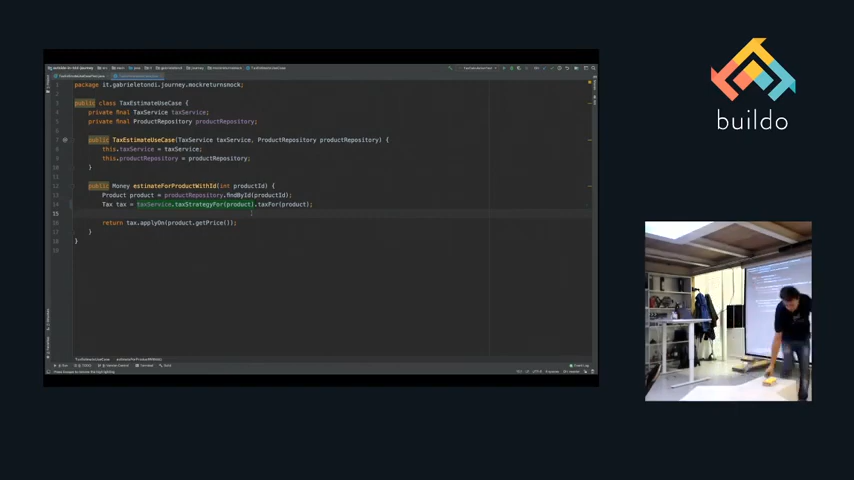 package it.gabrieletondi.journey.mockreturnsmock;
public class TaxEstimateUseCase {
private final TaxService taxService;
private final ProductRepository productRepository;
public TaxEstimateUseCase(TaxService taxService, ProductRepository productRepository) {
this.taxService = taxService;
this.productRepository = productRepository;
}
public Money estimateForProductWithId(int productId) {
Product product = productRepository.findById(productId);
Tax tax = taxService.taxStrategyFor(product).taxFor(product);
return tax.applyOn(product.getPrice());
}
}
buildo